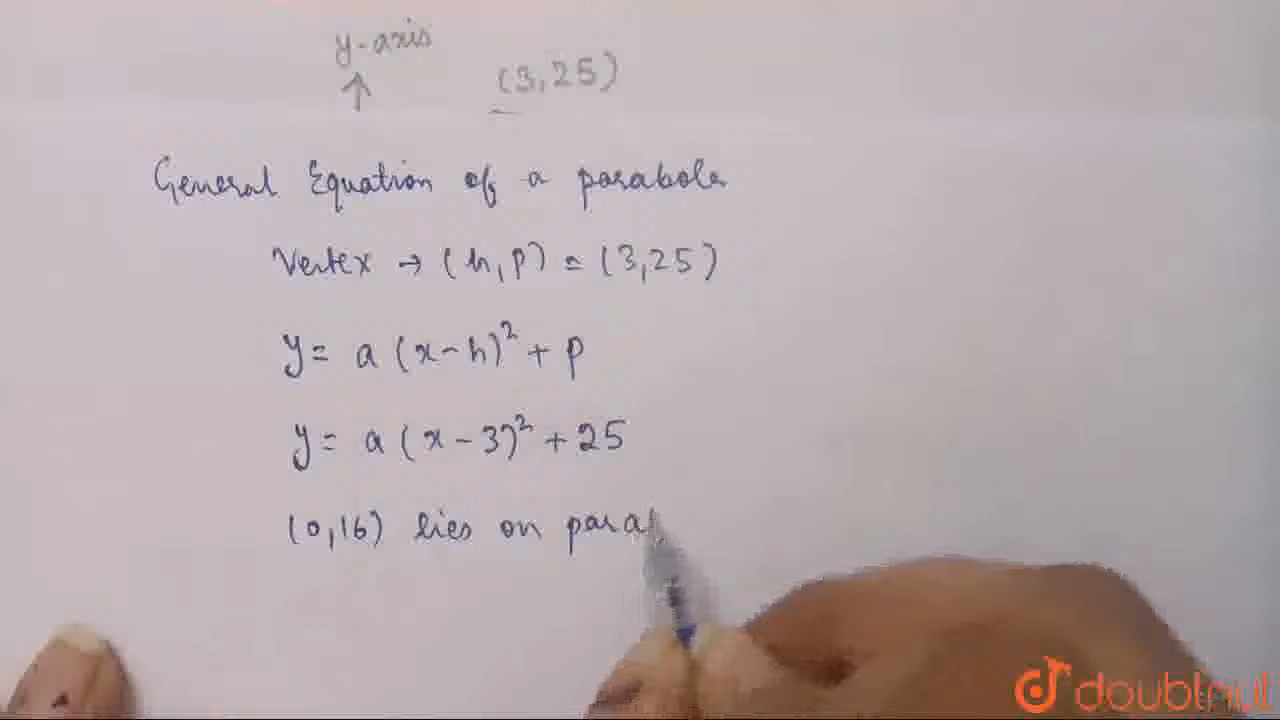 y-axis
↑ (3,25)
General Equation of a parabola
Vertex → (h,p) = (3,25)
y = a (x-h)² + p
y = a (x-3)² + 25
(0,16) lies on
doubtnut